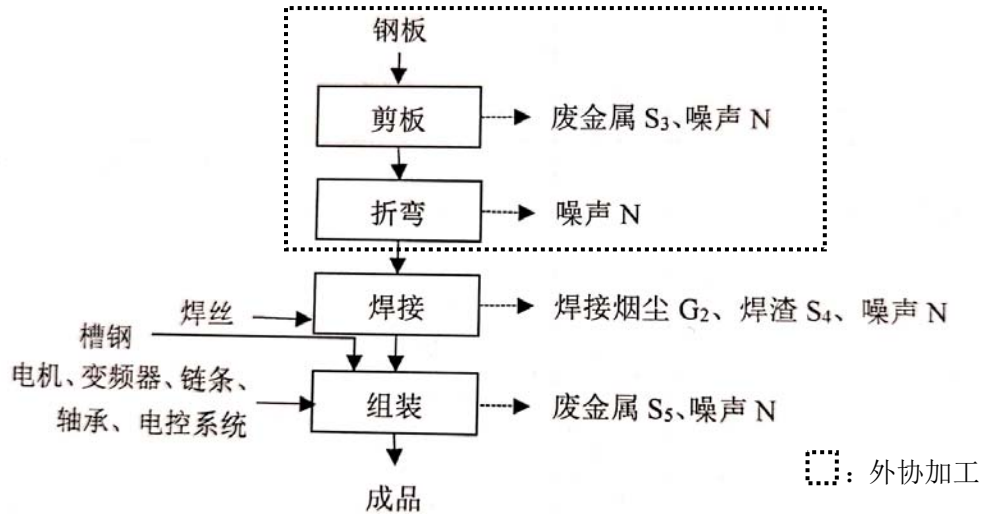 钢板
剪板
废金属 S₃、噪声 N
折弯
噪声 N
焊丝
焊接
焊接烟尘 G₂、焊渣 S₄、噪声 N
槽钢
电机、变频器、链条、
轴承、电控系统
组装
废金属 S₅、噪声 N
成品
：外协加工